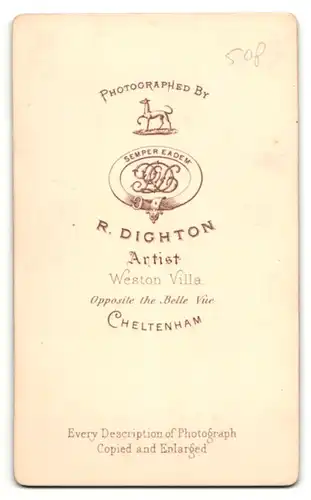 508
PHOTOGRAPHED BY
SEMPER EADEM
RD
R. DIGHTON
Artist
Weston Villa
Opposite the Belle Vue
CHELTENHAM
Every Description of Photograph
Copied and Enlarged